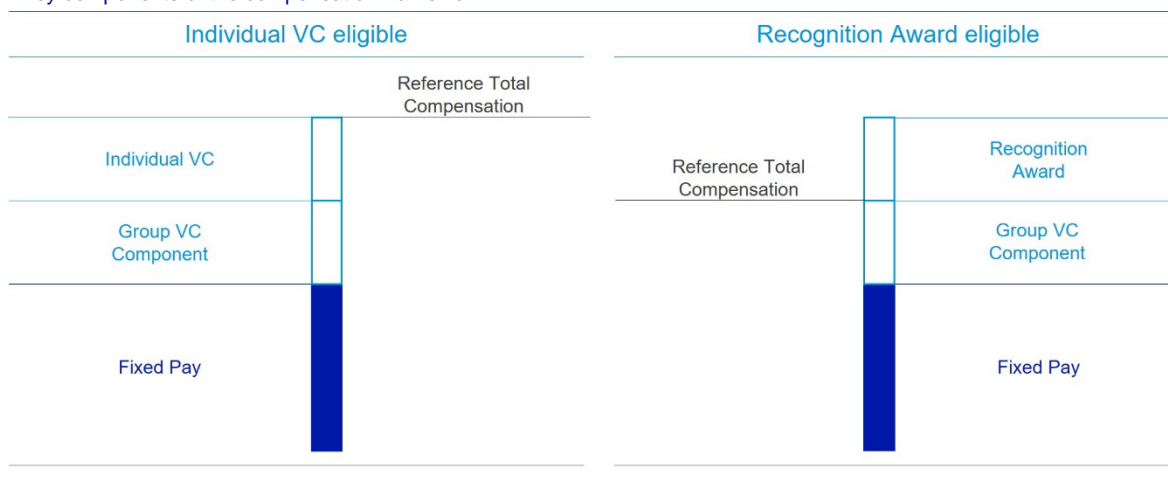 Individual VC eligible
Reference Total
Compensation
Individual VC
Group VC
Component
Fixed Pay
Recognition Award eligible
Reference Total
Compensation
Recognition
Award
Group VC
Component
Fixed Pay